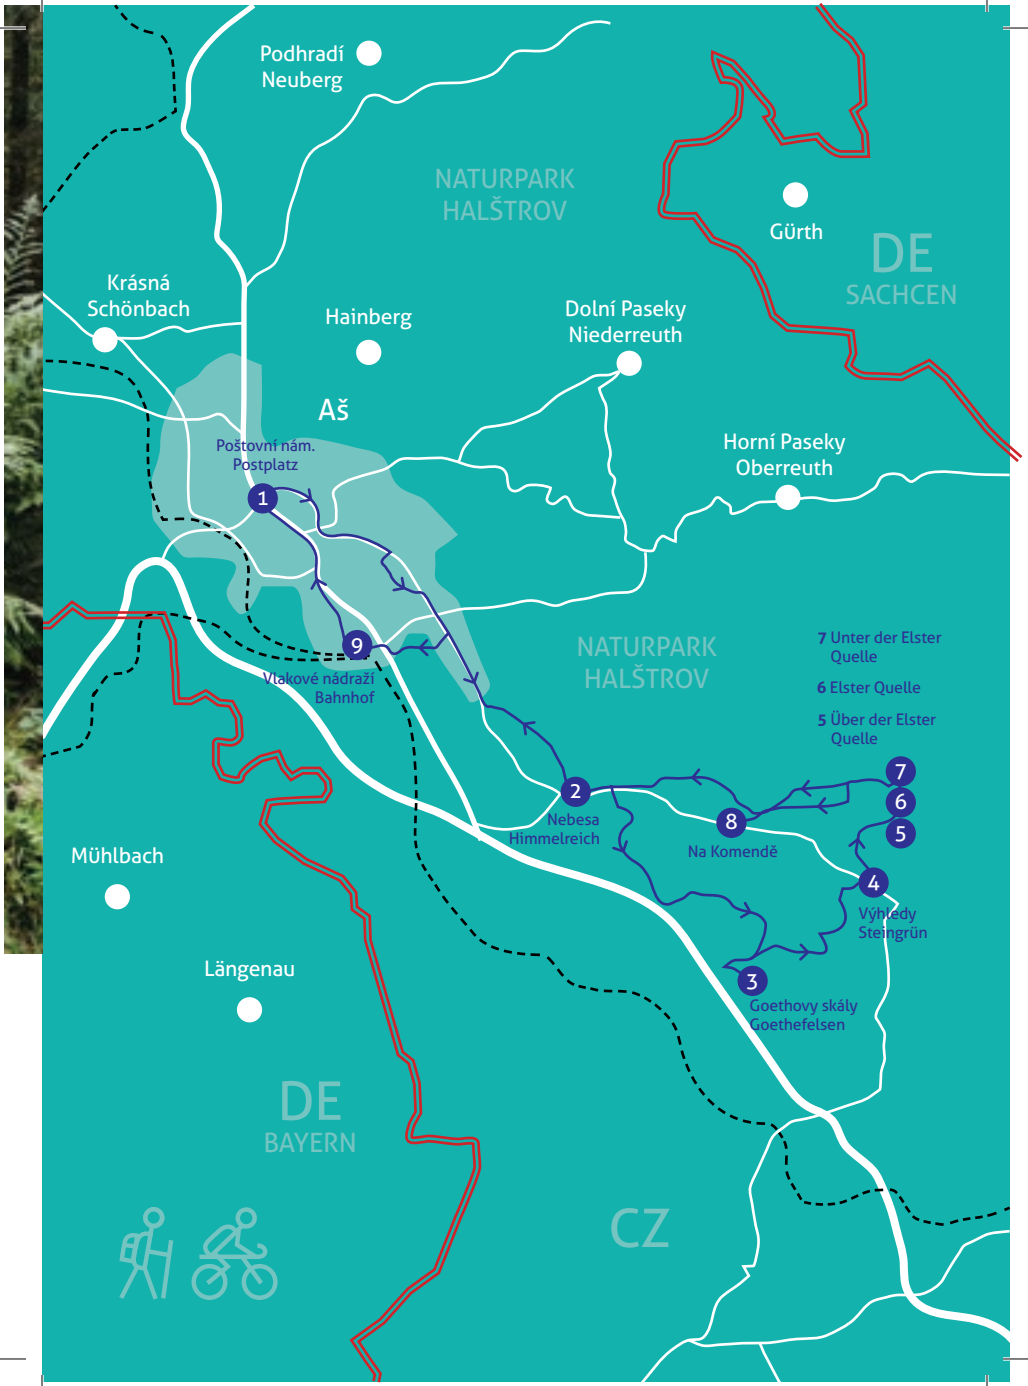 Podhradí
Neuberg
NATURPARK
HALŠTROV
Gürth
DE
SACHCEN
Krásná
Schönbach
Hainberg
Dolní Paseky
Niederreuth
Aš
Poštovní nám.
Postplatz
1
Horní Paseky
Oberreuth
9
Vlakové nádraží
Bahnhof
NATURPARK
HALŠTROV
7 Unter der Elster
Quelle
6 Elster Quelle
5 Über der Elster
Quelle
7
6
5
2
Nebesa
Himmelreich
8
Na Komendě
4
Výhledy
Steingrün
3
Goethovy skály
Goethefelsen
Mühlbach
Längenau
DE
BAYERN
CZ